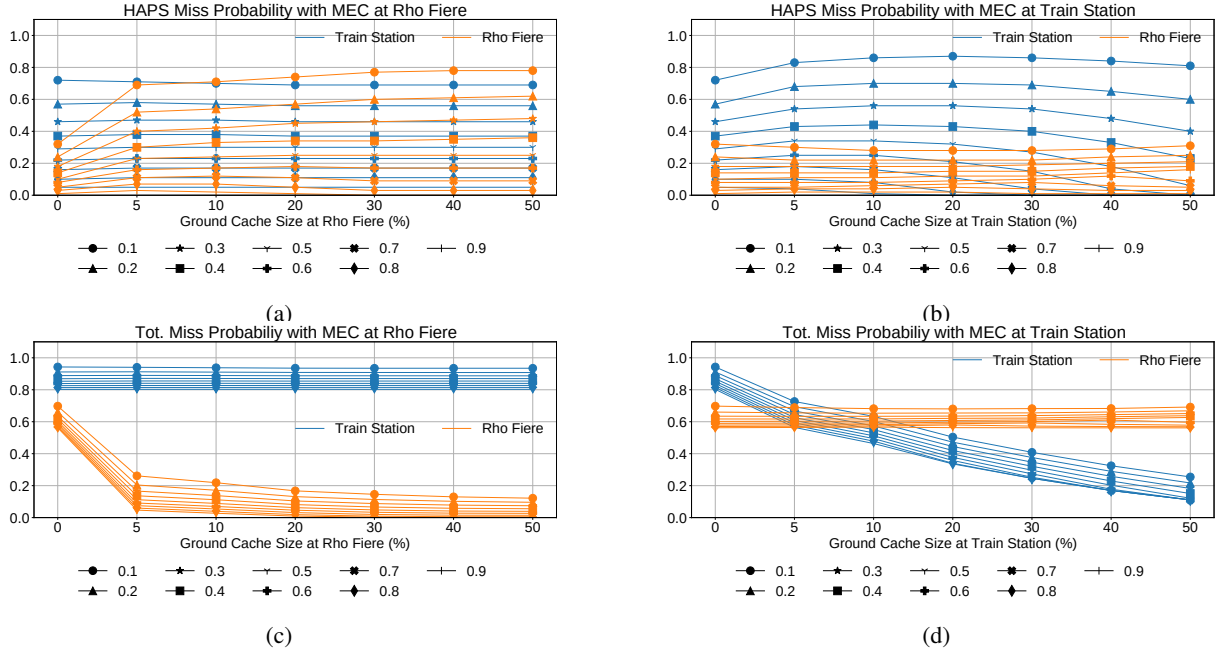 HAPS Miss Probability with MEC at Rho Fiere
1.0
0.8
0.6
0.4
0.2
0.0
Train Station
Rho Fiere
0 5 10 20 30 40 50
Ground Cache Size at Rho Fiere (%)
0.1 0.3 0.5 0.7 0.9
0.2 0.4 0.6 0.8
(a)
HAPS Miss Probability with MEC at Train Station
1.0
0.8
0.6
0.4
0.2
0.0
Train Station
Rho Fiere
0 5 10 20 30 40 50
Ground Cache Size at Train Station (%)
0.1 0.3 0.5 0.7 0.9
0.2 0.4 0.6 0.8
(b)
Tot. Miss Probabiliy with MEC at Rho Fiere
1.0
0.8
0.6
0.4
0.2
0.0
Train Station
Rho Fiere
0 5 10 20 30 40 50
Ground Cache Size at Rho Fiere (%)
0.1 0.3 0.5 0.7 0.9
0.2 0.4 0.6 0.8
(c)
Tot. Miss Probabiliy with MEC at Train Station
1.0
0.8
0.6
0.4
0.2
0.0
Train Station
Rho Fiere
0 5 10 20 30 40 50
Ground Cache Size at Train Station (%)
0.1 0.3 0.5 0.7 0.9
0.2 0.4 0.6 0.8
(d)